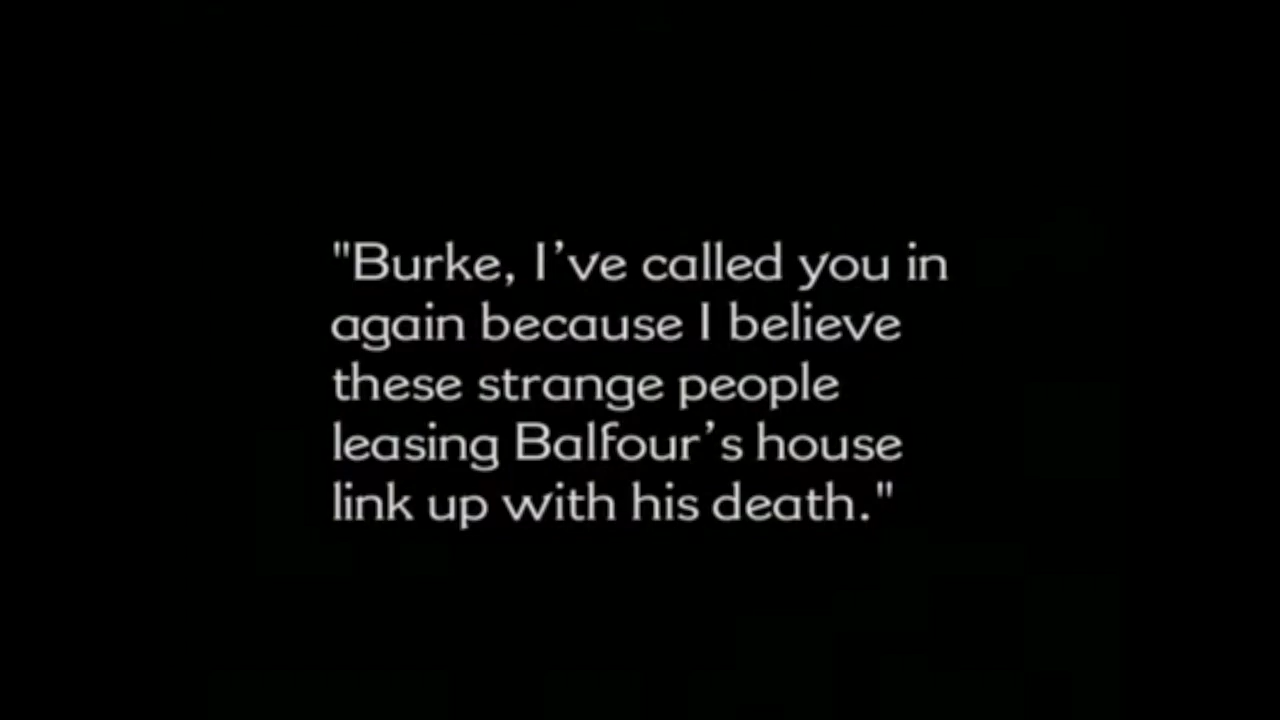 "Burke, I’ve called you in
again because I believe
these strange people
leasing Balfour’s house
link up with his death."